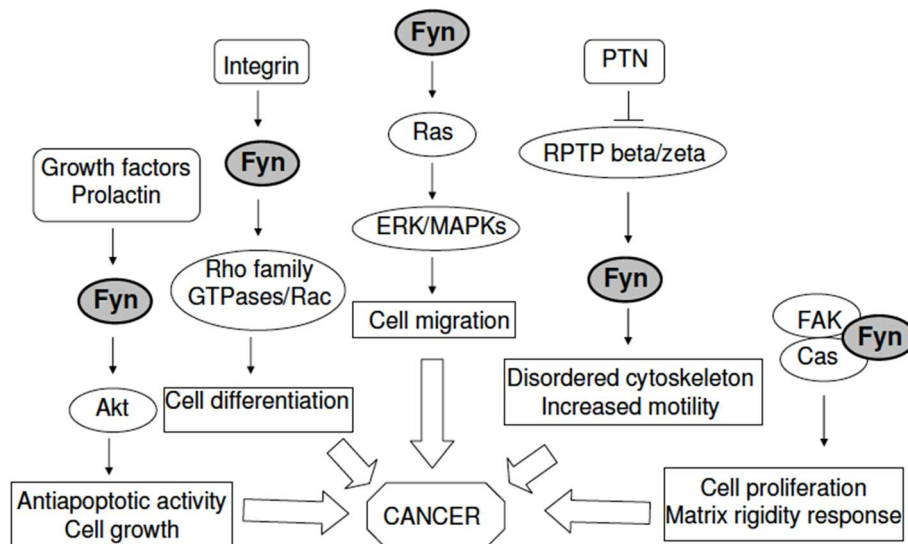 Growth factors
Prolactin
Fyn
Akt
Antiapoptotic activity
Cell growth
Integrin
Fyn
Rho family
GTPases/Rac
Cell differentiation
Fyn
Ras
ERK/MAPKs
Cell migration
PTN
RPTP beta/zeta
Fyn
Disordered cytoskeleton
Increased motility
FAK
Fyn
Cas
Cell proliferation
Matrix rigidity response
CANCER